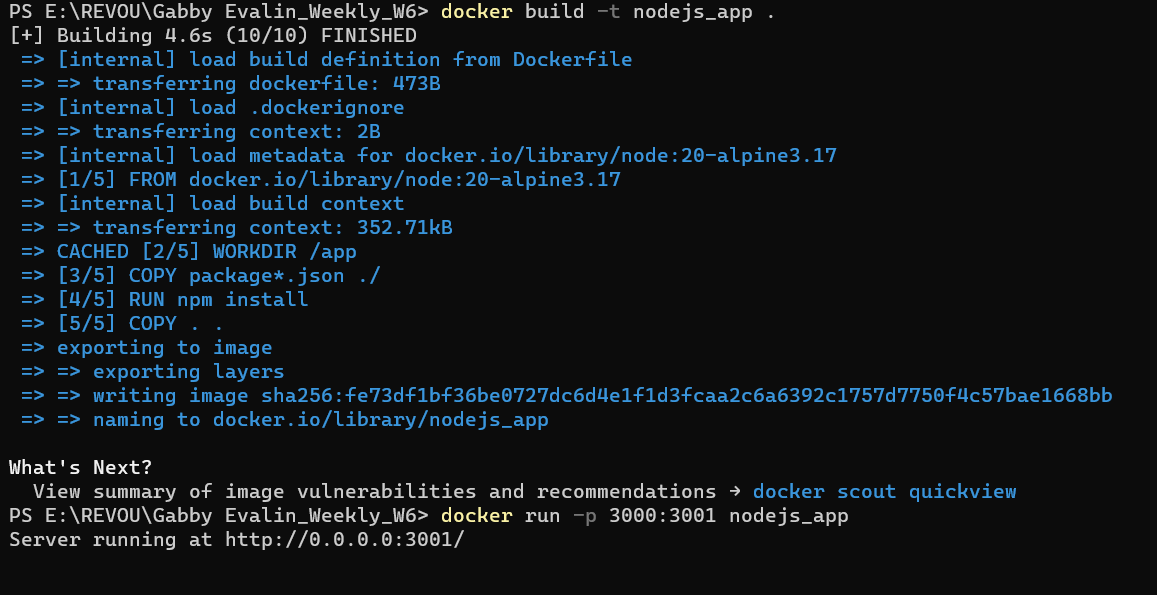 PS E:\REVOU\Gabby Evalin_Weekly_W6> docker build -t nodejs_app .
[+] Building 4.6s (10/10) FINISHED
 => [internal] load build definition from Dockerfile
 => => transferring dockerfile: 473B
 => [internal] load .dockerignore
 => => transferring context: 2B
 => [internal] load metadata for docker.io/library/node:20-alpine3.17
 => [1/5] FROM docker.io/library/node:20-alpine3.17
 => [internal] load build context
 => => transferring context: 352.71kB
 => CACHED [2/5] WORKDIR /app
 => [3/5] COPY package*.json ./
 => [4/5] RUN npm install
 => [5/5] COPY . .
 => exporting to image
 => => exporting layers
 => => writing image sha256:fe73df1bf36be0727dc6d4e1f1d3fcaa2c6a6392c1757d7750f4c57bae1668bb
 => => naming to docker.io/library/nodejs_app
What's Next?
  View summary of image vulnerabilities and recommendations → docker scout quickview
PS E:\REVOU\Gabby Evalin_Weekly_W6> docker run -p 3000:3001 nodejs_app
Server running at http://0.0.0.0:3001/